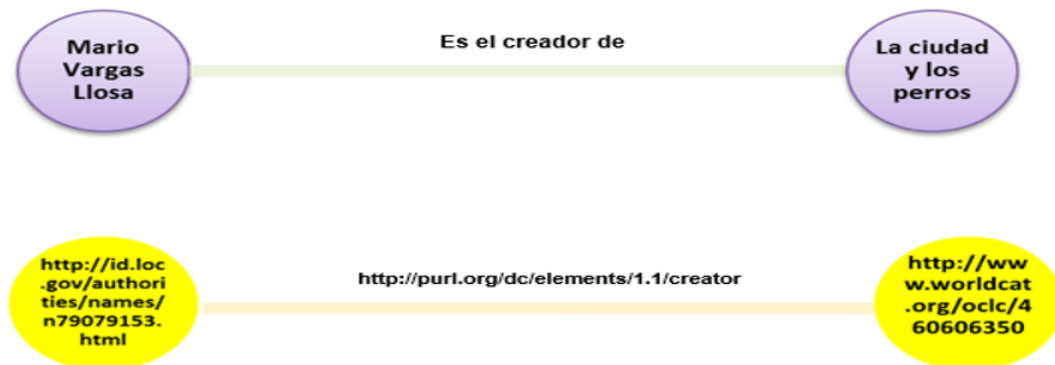 Mario
Vargas
Llosa
Es el creador de
La ciudad
y los
perros
http://id.loc
.gov/authori
ties/names/
n79079153.
html
http://purl.org/dc/elements/1.1/creator
http://ww
w.worldcat
.org/oclc/4
60606350